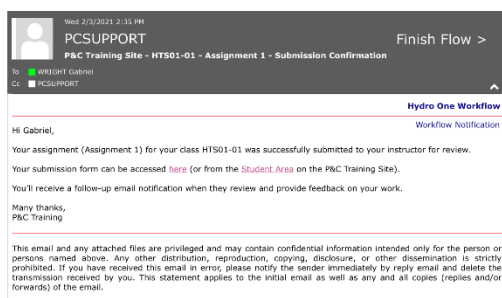 Wed 2/3/2021 2:35 PM
PCSUPPORT
Finish Flow >
P&C Training Site - HTS01-01 - Assignment 1 - Submission Confirmation
To WRIGHT Gabriel
Cc PCSUPPORT
Hydro One Workflow
Workflow Notification
Hi Gabriel,
Your assignment (Assignment 1) for your class HTS01-01 was successfully submitted to your instructor for review.
Your submission form can be accessed here (or from the Student Area on the P&C Training Site).
You'll receive a follow-up email notification when they review and provide feedback on your work.
Many thanks,
P&C Training
This email and any attached files are privileged and may contain confidential information intended only for the person or
persons named above. Any other distribution, reproduction, copying, disclosure, or other dissemination is strictly
prohibited. If you have received this email in error, please notify the sender immediately by reply email and delete the
transmission received by you. This statement applies to the initial email as well as any and all copies (replies and/or
forwards) of the email.